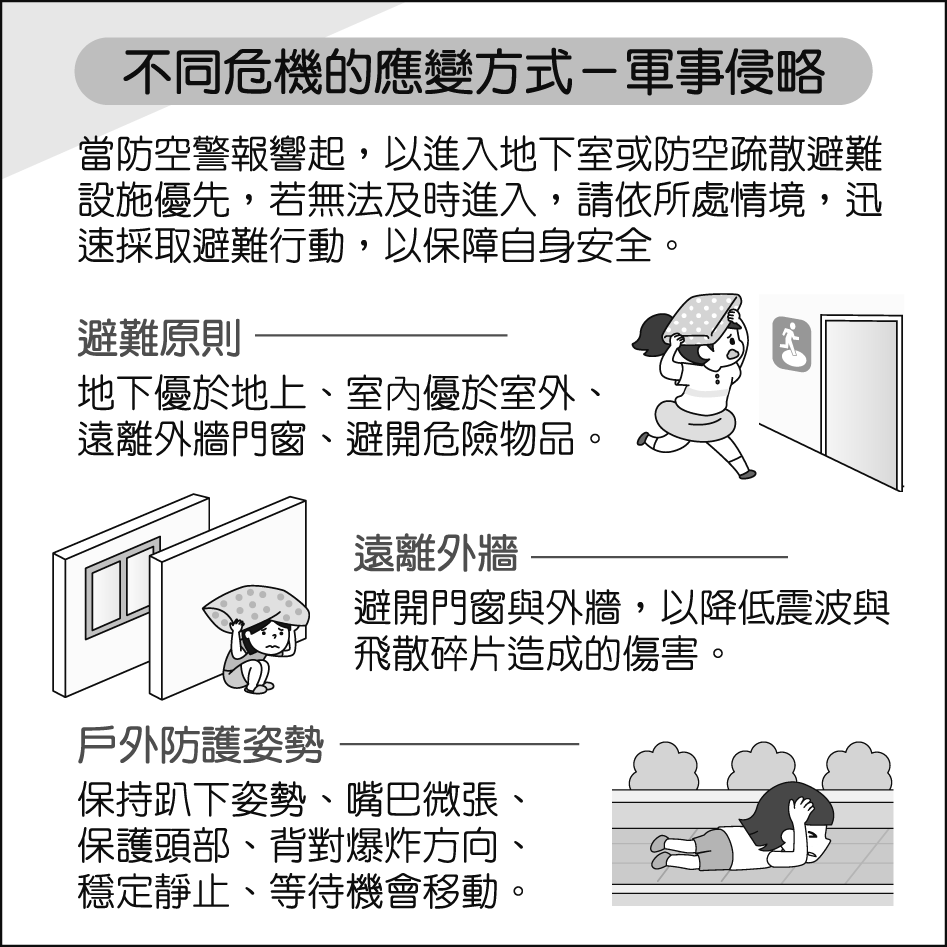 不同危機的應變方式－軍事侵略
當防空警報響起，以進入地下室或防空疏散避難
設施優先，若無法及時進入，請依所處情境，迅
速採取避難行動，以保障自身安全。
避難原則
地下優於地上、室內優於室外、
遠離外牆門窗、避開危險物品。
遠離外牆
避開門窗與外牆，以降低震波與
飛散碎片造成的傷害。
戶外防護姿勢
保持趴下姿勢、嘴巴微張、
保護頭部、背對爆炸方向、
穩定靜止、等待機會移動。